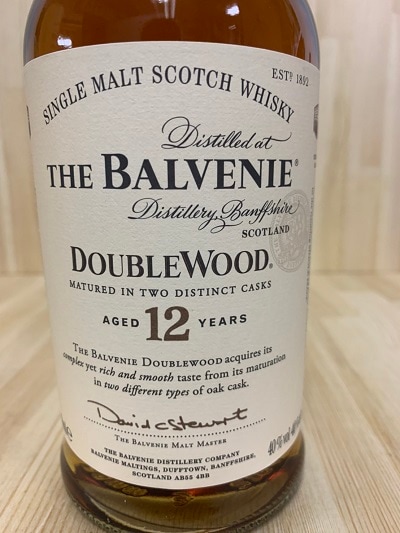 ESTD. 1892
SINGLE MALT SCOTCH WHISKY
Distilled at
THE BALVENIE®
Distillery, Banffshire
SCOTLAND
DOUBLEWOOD®
MATURED IN TWO DISTINCT CASKS
AGED 12 YEARS
THE BALVENIE DOUBLEWOOD acquires its
complex yet rich and smooth taste from its maturation
in two different types of oak cask.
David C Stewart
THE BALVENIE MALT MASTER
THE BALVENIE DISTILLERY COMPANY
BALVENIE MALTINGS, DUFFTOWN, BANFFSHIRE,
SCOTLAND AB55 4BB
40%vol